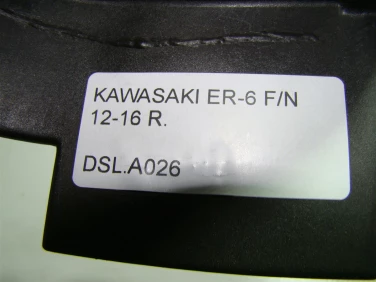 KAWASAKI ER-6 F/N
12-16 R.
DSL.A026